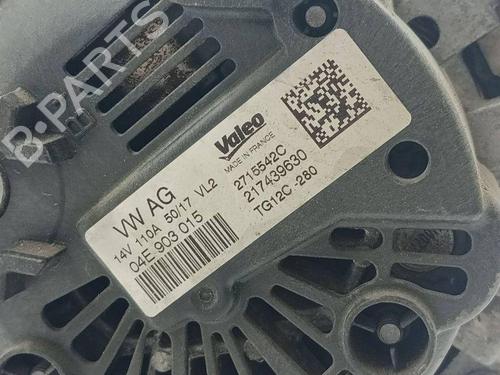 B-PARTS
Valeo
MADE IN FRANCE
VW AG
14V 110A 50/17 VL2
04E 903 015
2715542C
217439630
TG12C -280